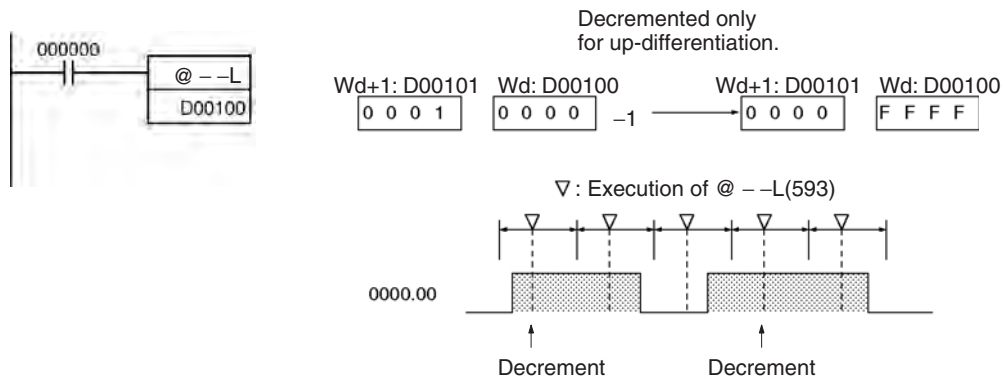 Decremented only
for up-differentiation.
000000
@ – –L
D00100
Wd+1: D00101 Wd: D00100 Wd+1: D00101 Wd: D00100
0 0 0 1 0 0 0 0 –1 0 0 0 0 F F F F
∇ : Execution of @ – –L(593)
0000.00
Decrement Decrement